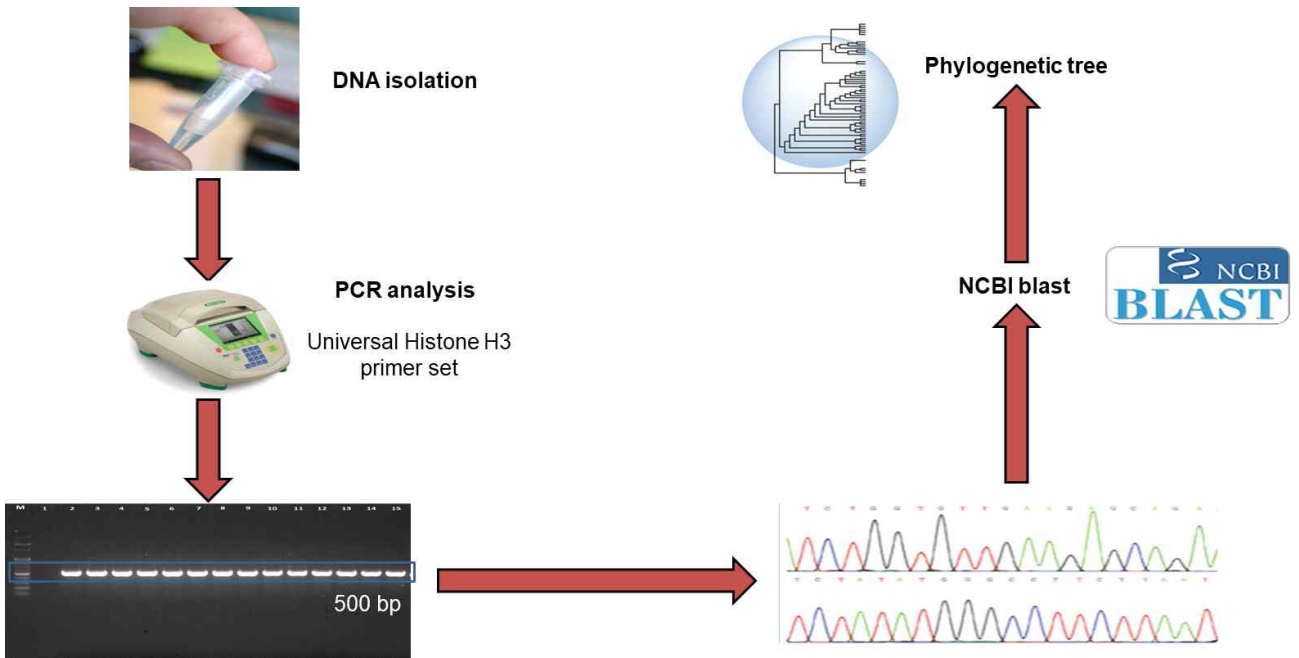 DNA isolation
PCR analysis
Universal Histone H3
primer set
M 1 2 3 4 5 6 7 8 9 10 11 12 13 14 15
500 bp
T C T G G T G T T G A A G A G C A G A
T C T A T A T G G G C C T T C T T A A T
NCBI blast
NCBI
BLAST
Phylogenetic tree